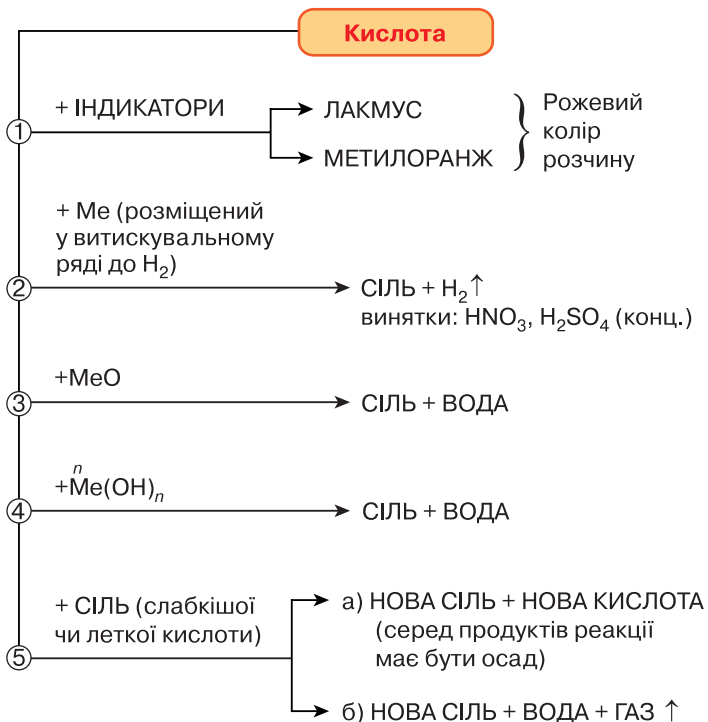 Кислота
① + ІНДИКАТОРИ
ЛАКМУС
МЕТИЛОРАНЖ
Рожевий
колір
розчину
+ Ме (розміщений
у витискувальному
ряді до H₂)
② СІЛЬ + H₂↑
винятки: HNO₃, H₂SO₄ (конц.)
+MeO
③ СІЛЬ + ВОДА
n
+Me(OH)ₙ
④ СІЛЬ + ВОДА
+ СІЛЬ (слабкішої
чи леткої кислоти)
⑤
а) НОВА СІЛЬ + НОВА КИСЛОТА
(серед продуктів реакції
має бути осад)
б) НОВА СІЛЬ + ВОДА + ГАЗ ↑